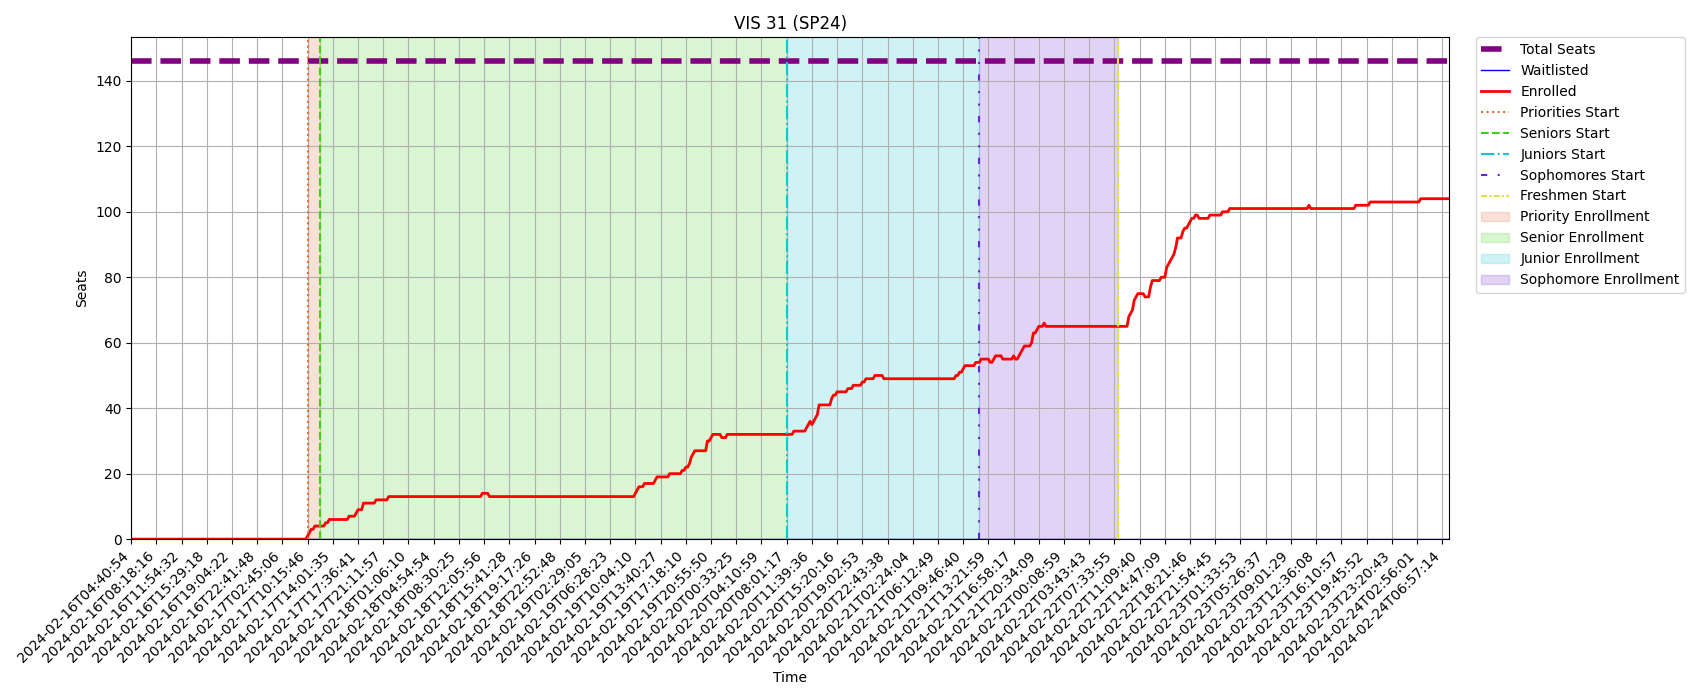 VIS 31 (SP24)
Seats
140
120
100
80
60
40
20
0
2024-02-16T04:40:54
2024-02-16T08:18:16
2024-02-16T11:54:32
2024-02-16T15:29:18
2024-02-16T19:04:22
2024-02-16T22:41:48
2024-02-17T02:45:06
2024-02-17T10:15:46
2024-02-17T14:01:35
2024-02-17T17:36:41
2024-02-17T21:11:57
2024-02-18T01:06:10
2024-02-18T04:54:54
2024-02-18T08:30:25
2024-02-18T12:05:56
2024-02-18T15:41:28
2024-02-18T19:17:26
2024-02-18T22:52:48
2024-02-19T02:29:05
2024-02-19T06:28:23
2024-02-19T10:04:10
2024-02-19T13:40:27
2024-02-19T17:18:10
2024-02-19T20:55:50
2024-02-20T00:33:25
2024-02-20T04:10:59
2024-02-20T08:01:17
2024-02-20T11:39:36
2024-02-20T15:20:16
2024-02-20T19:02:53
2024-02-20T22:43:38
2024-02-21T02:24:04
2024-02-21T06:12:49
2024-02-21T09:46:40
2024-02-21T13:21:59
2024-02-21T16:58:17
2024-02-21T20:34:09
2024-02-22T00:08:59
2024-02-22T03:43:43
2024-02-22T07:33:55
2024-02-22T11:09:40
2024-02-22T14:47:09
2024-02-22T18:21:46
2024-02-22T21:54:45
2024-02-23T01:33:53
2024-02-23T05:26:37
2024-02-23T09:01:29
2024-02-23T12:36:08
2024-02-23T16:10:57
2024-02-23T19:45:52
2024-02-23T23:20:43
2024-02-24T02:56:01
2024-02-24T06:57:14
Time
Total Seats
Waitlisted
Enrolled
Priorities Start
Seniors Start
Juniors Start
Sophomores Start
Freshmen Start
Priority Enrollment
Senior Enrollment
Junior Enrollment
Sophomore Enrollment